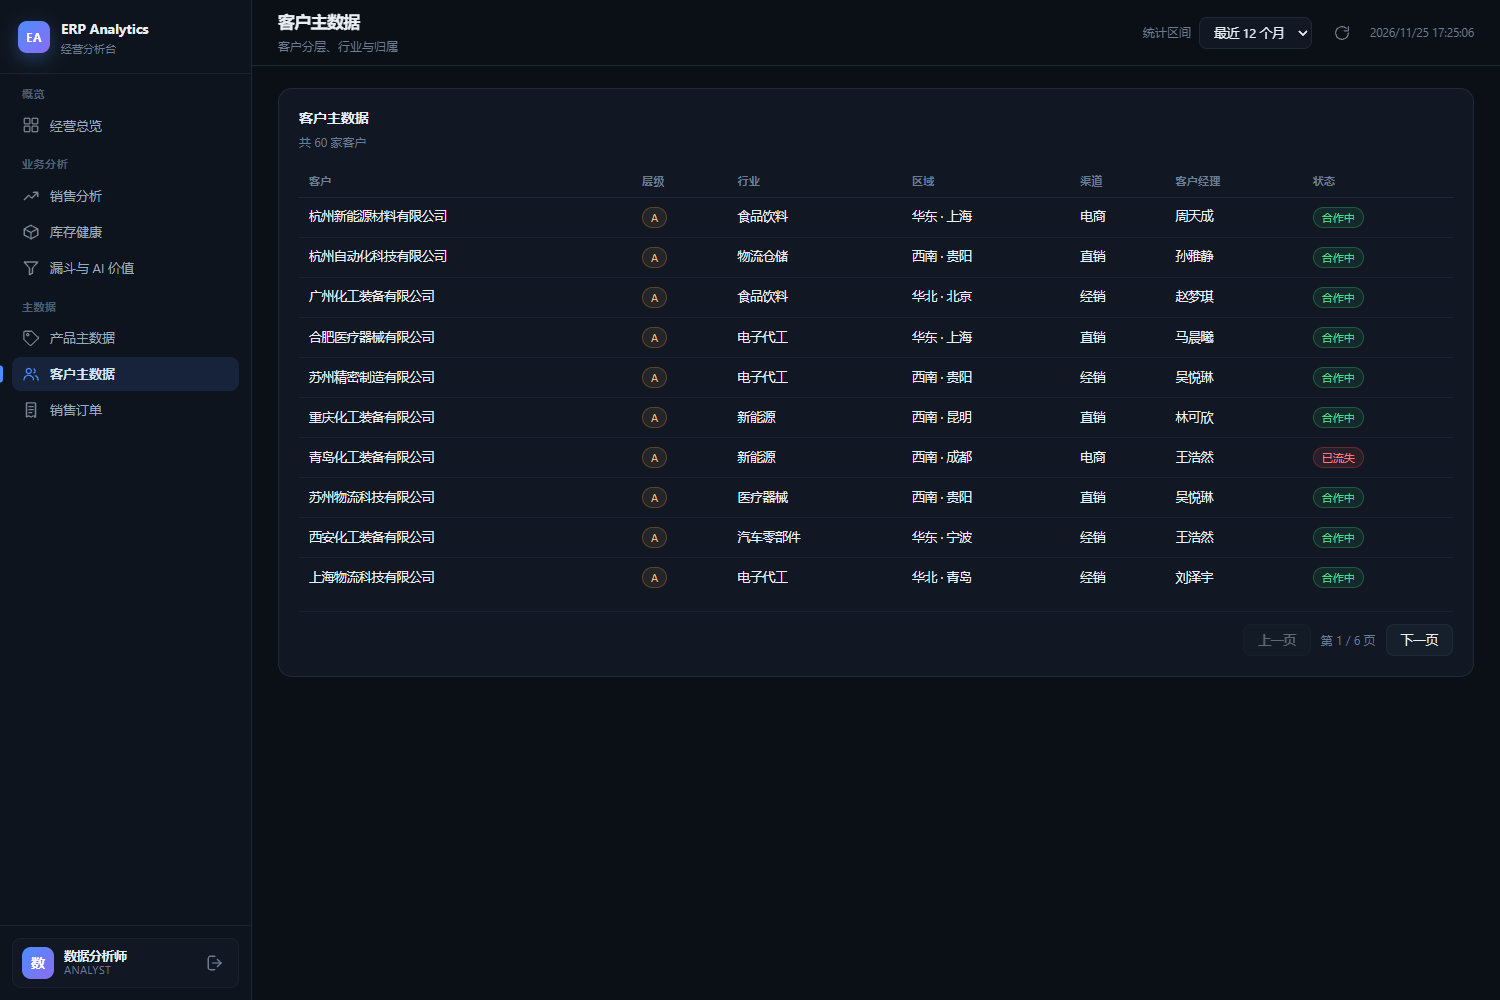 EA
ERP Analytics
经营分析台
概览
经营总览
业务分析
销售分析
库存健康
漏斗与 AI 价值
主数据
产品主数据
客户主数据
销售订单
数
数据分析师
ANALYST
客户主数据
客户分层、行业与归属
统计区间
最近 12 个月
2026/11/25 17:25:06
客户主数据
共 60 家客户
客户 层级 行业 区域 渠道 客户经理 状态
杭州新能源材料有限公司 A 食品饮料 华东 · 上海 电商 周天成 合作中
杭州自动化科技有限公司 A 物流仓储 西南 · 贵阳 直销 孙雅静 合作中
广州化工装备有限公司 A 食品饮料 华北 · 北京 经销 赵梦琪 合作中
合肥医疗器械有限公司 A 电子代工 华东 · 上海 直销 马晨曦 合作中
苏州精密制造有限公司 A 电子代工 西南 · 贵阳 经销 吴悦琳 合作中
重庆化工装备有限公司 A 新能源 西南 · 昆明 直销 林可欣 合作中
青岛化工装备有限公司 A 新能源 西南 · 成都 电商 王浩然 已流失
苏州物流科技有限公司 A 医疗器械 西南 · 贵阳 直销 吴悦琳 合作中
西安化工装备有限公司 A 汽车零部件 华东 · 宁波 经销 王浩然 合作中
上海物流科技有限公司 A 电子代工 华北 · 青岛 经销 刘泽宇 合作中
上一页 第 1 / 6 页 下一页